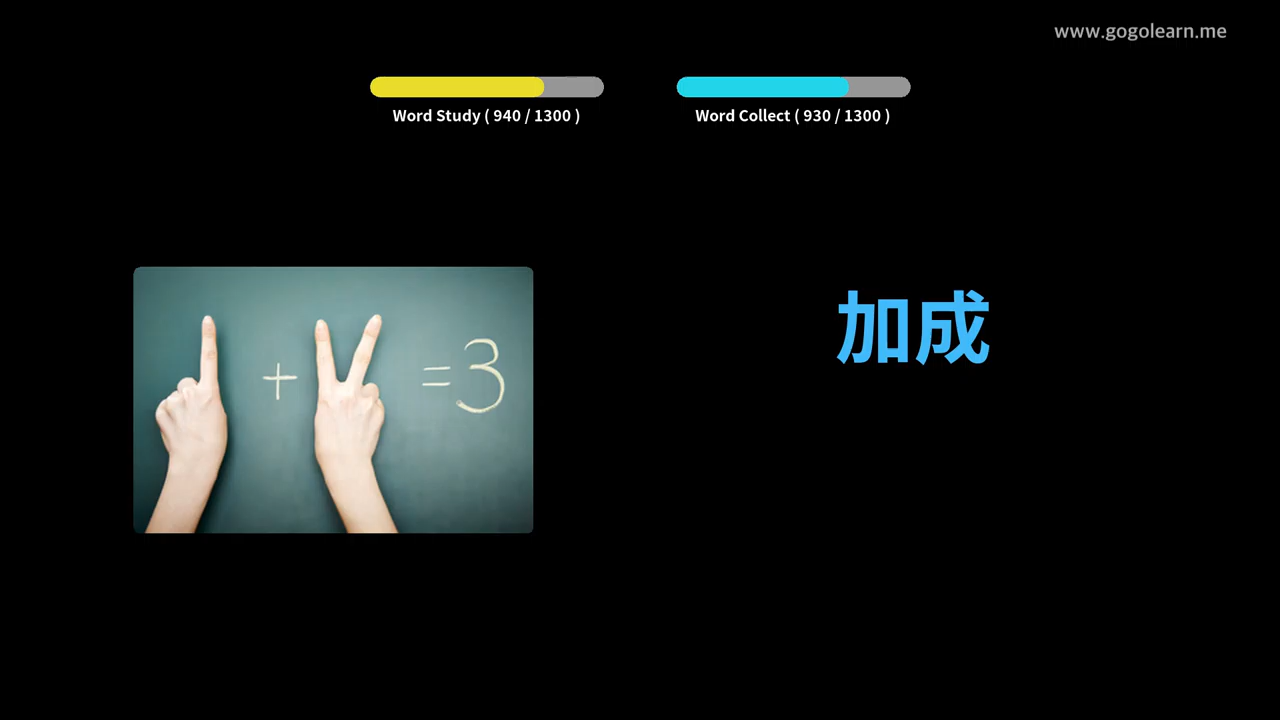 www.gogolearn.me
Word Study ( 940 / 1300 )
Word Collect ( 930 / 1300 )
+ = 3
加成